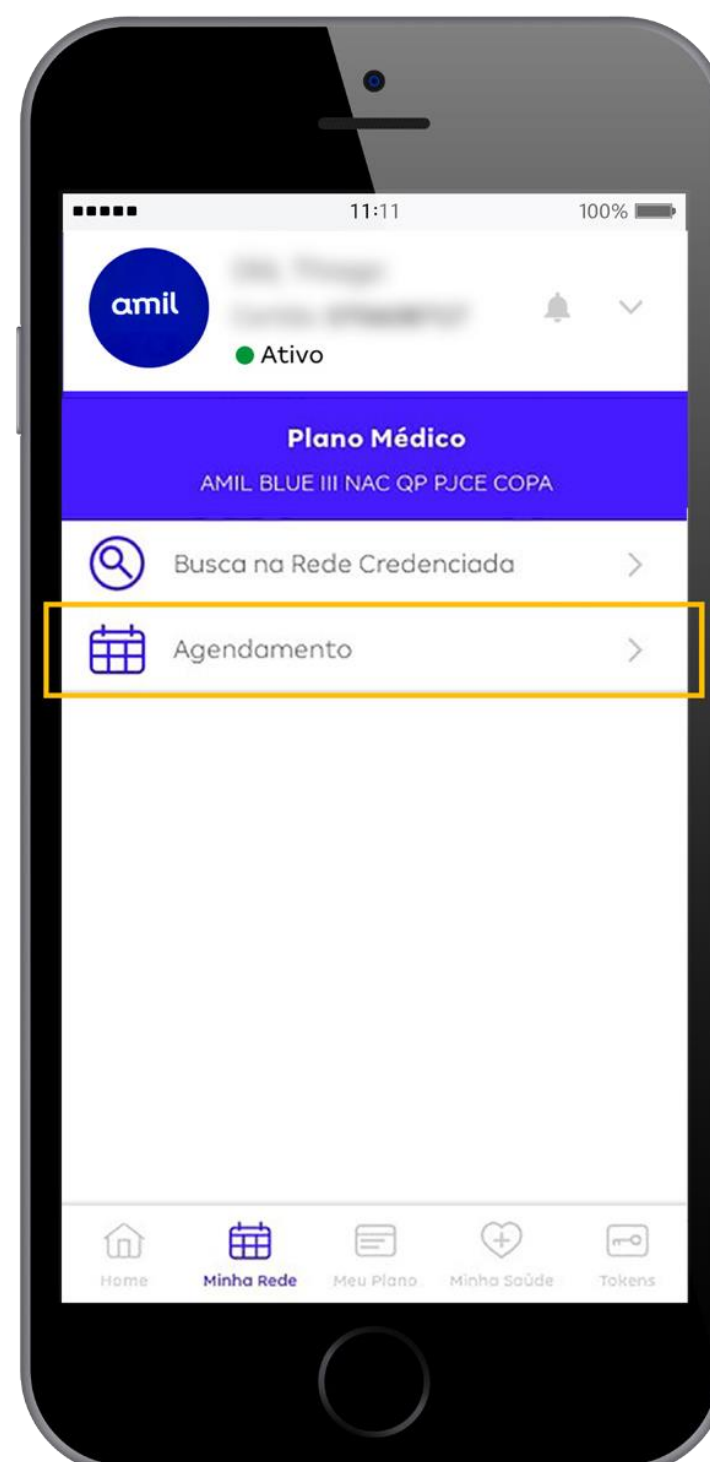 11:11
100%
amil
Ativo
Plano Médico
AMIL BLUE III NAC QP PJCE COPA
Busca na Rede Credenciada
Agendamento
Home
Minha Rede
Meu Plano
Minha Saúde
Tokens